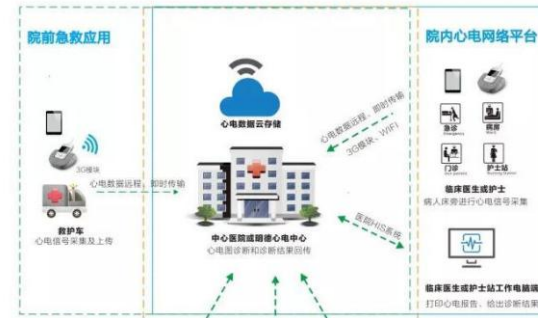 院前急救应用
3G模块
心电数据远程，即时传输
救护车
心电信号采集及上传
心电数据云存储
心电数据远程，即时传输
3G模块、WIFI
中心医院或明德心电中心
心电图诊断和诊断结果回传
医院HIS系统
院内心电网络平台
急诊
病房
门诊
护士站
临床医生或护士
病人床旁进行心电信号采集
临床医生或护士站工作电脑端
打印心电报告、给出诊断结果